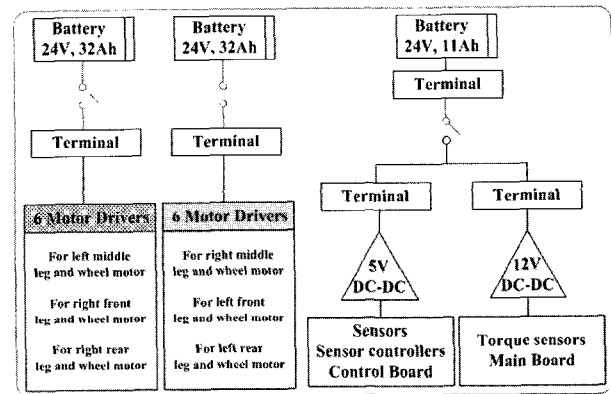 Battery
24V, 32Ah
Battery
24V, 32Ah
Battery
24V, 11Ah
Terminal
Terminal
Terminal
Terminal
Terminal
6 Motor Drivers
For left middle
leg and wheel motor
For right front
leg and wheel motor
For right rear
leg and wheel motor
6 Motor Drivers
For right middle
leg and wheel motor
For left front
leg and wheel motor
For left rear
leg and wheel motor
5V
DC-DC
12V
DC-DC
Sensors
Sensor controllers
Control Board
Torque sensors
Main Board